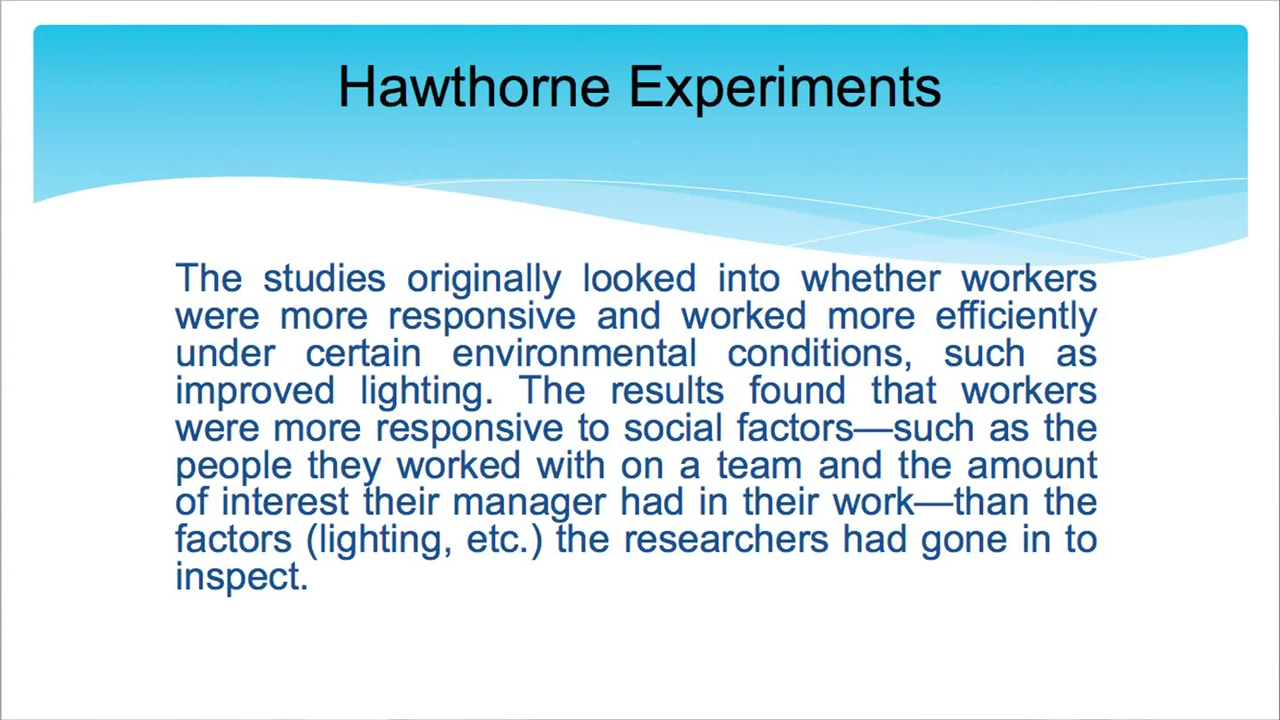 Hawthorne Experiments
The studies originally looked into whether workers
were more responsive and worked more efficiently
under certain environmental conditions, such as
improved lighting. The results found that workers
were more responsive to social factors—such as the
people they worked with on a team and the amount
of interest their manager had in their work—than the
factors (lighting, etc.) the researchers had gone in to
inspect.